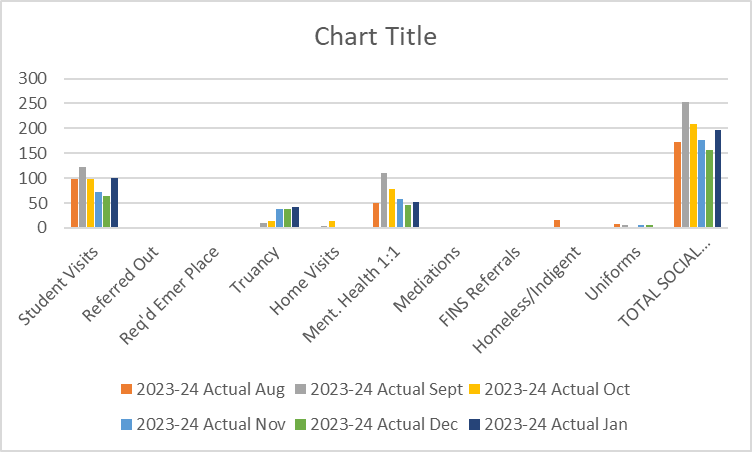 Chart Title
300
250
200
150
100
50
0
Student Visits
Referred Out
Req'd Emer Place
Truancy
Home Visits
Ment. Health 1:1
Mediations
FINS Referrals
Homeless/Indigent
Uniforms
TOTAL SOCIAL...
2023-24 Actual Aug 2023-24 Actual Sept 2023-24 Actual Oct
2023-24 Actual Nov 2023-24 Actual Dec 2023-24 Actual Jan